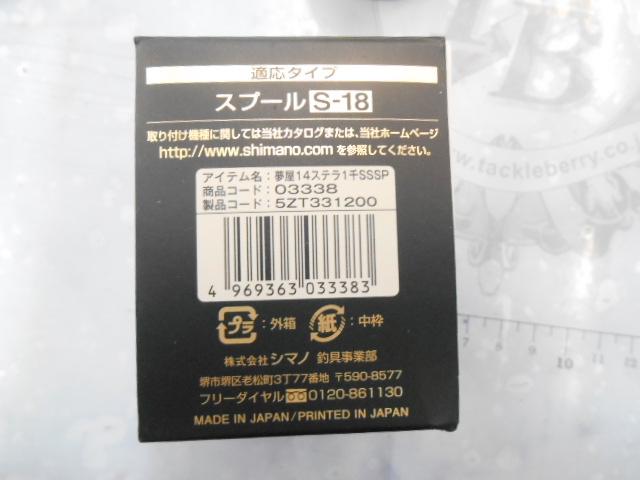 適応タイプ
スプール S-18
取り付け機種に関しては当社カタログまたは、当社ホームページ
http://www.shimano.com を参照してください。
アイテム名:夢屋14ステラ1千SSSP
商品コード:03338
製品コード:5ZT331200
4 969363 033383
プラ:外箱 紙:中枠
株式会社シマノ 釣具事業部
堺市堺区老松町3丁77番地 〒590-8577
フリーダイヤル 0120-861130
MADE IN JAPAN/PRINTED IN JAPAN
www.tackleberry.co.j
7 10 11 12